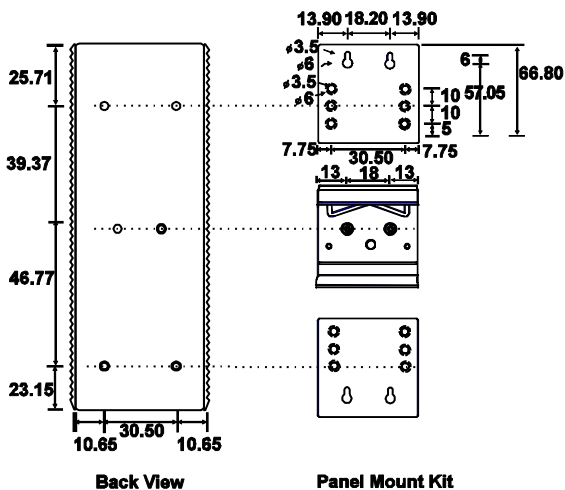 13.90 18.20 13.90
ø3.5
ø6
ø3.5
ø6
6
57.05
66.80
10
10
5
7.75 30.50 7.75
13 18 13
25.71
39.37
46.77
23.15
30.50
10.65 10.65
Back View
Panel Mount Kit